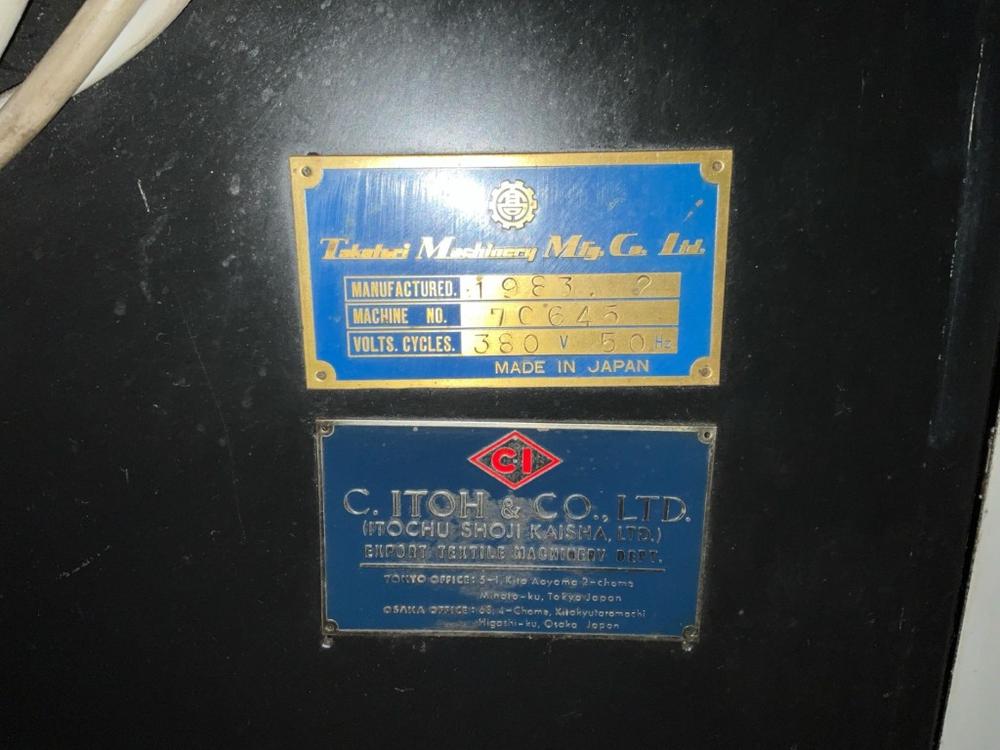 高
Takatori Machinery Mfg. Co. Ltd.
MANUFACTURED. 1983. 2
MACHINE NO. 70645
VOLTS. CYCLES. 380 V 50 Hz
MADE IN JAPAN
C·I
C. ITOH & CO., LTD.
(ITOCHU SHOJI KAISHA, LTD.)
EXPORT TEXTILE MACHINERY DEPT.
TOKYO OFFICE: 5-1, Kita Aoyama 2-chome
Minato-ku, Tokyo Japan
OSAKA OFFICE: 68, 4-Chome, Kitakyutaromachi
Higashi-ku, Osaka Japan